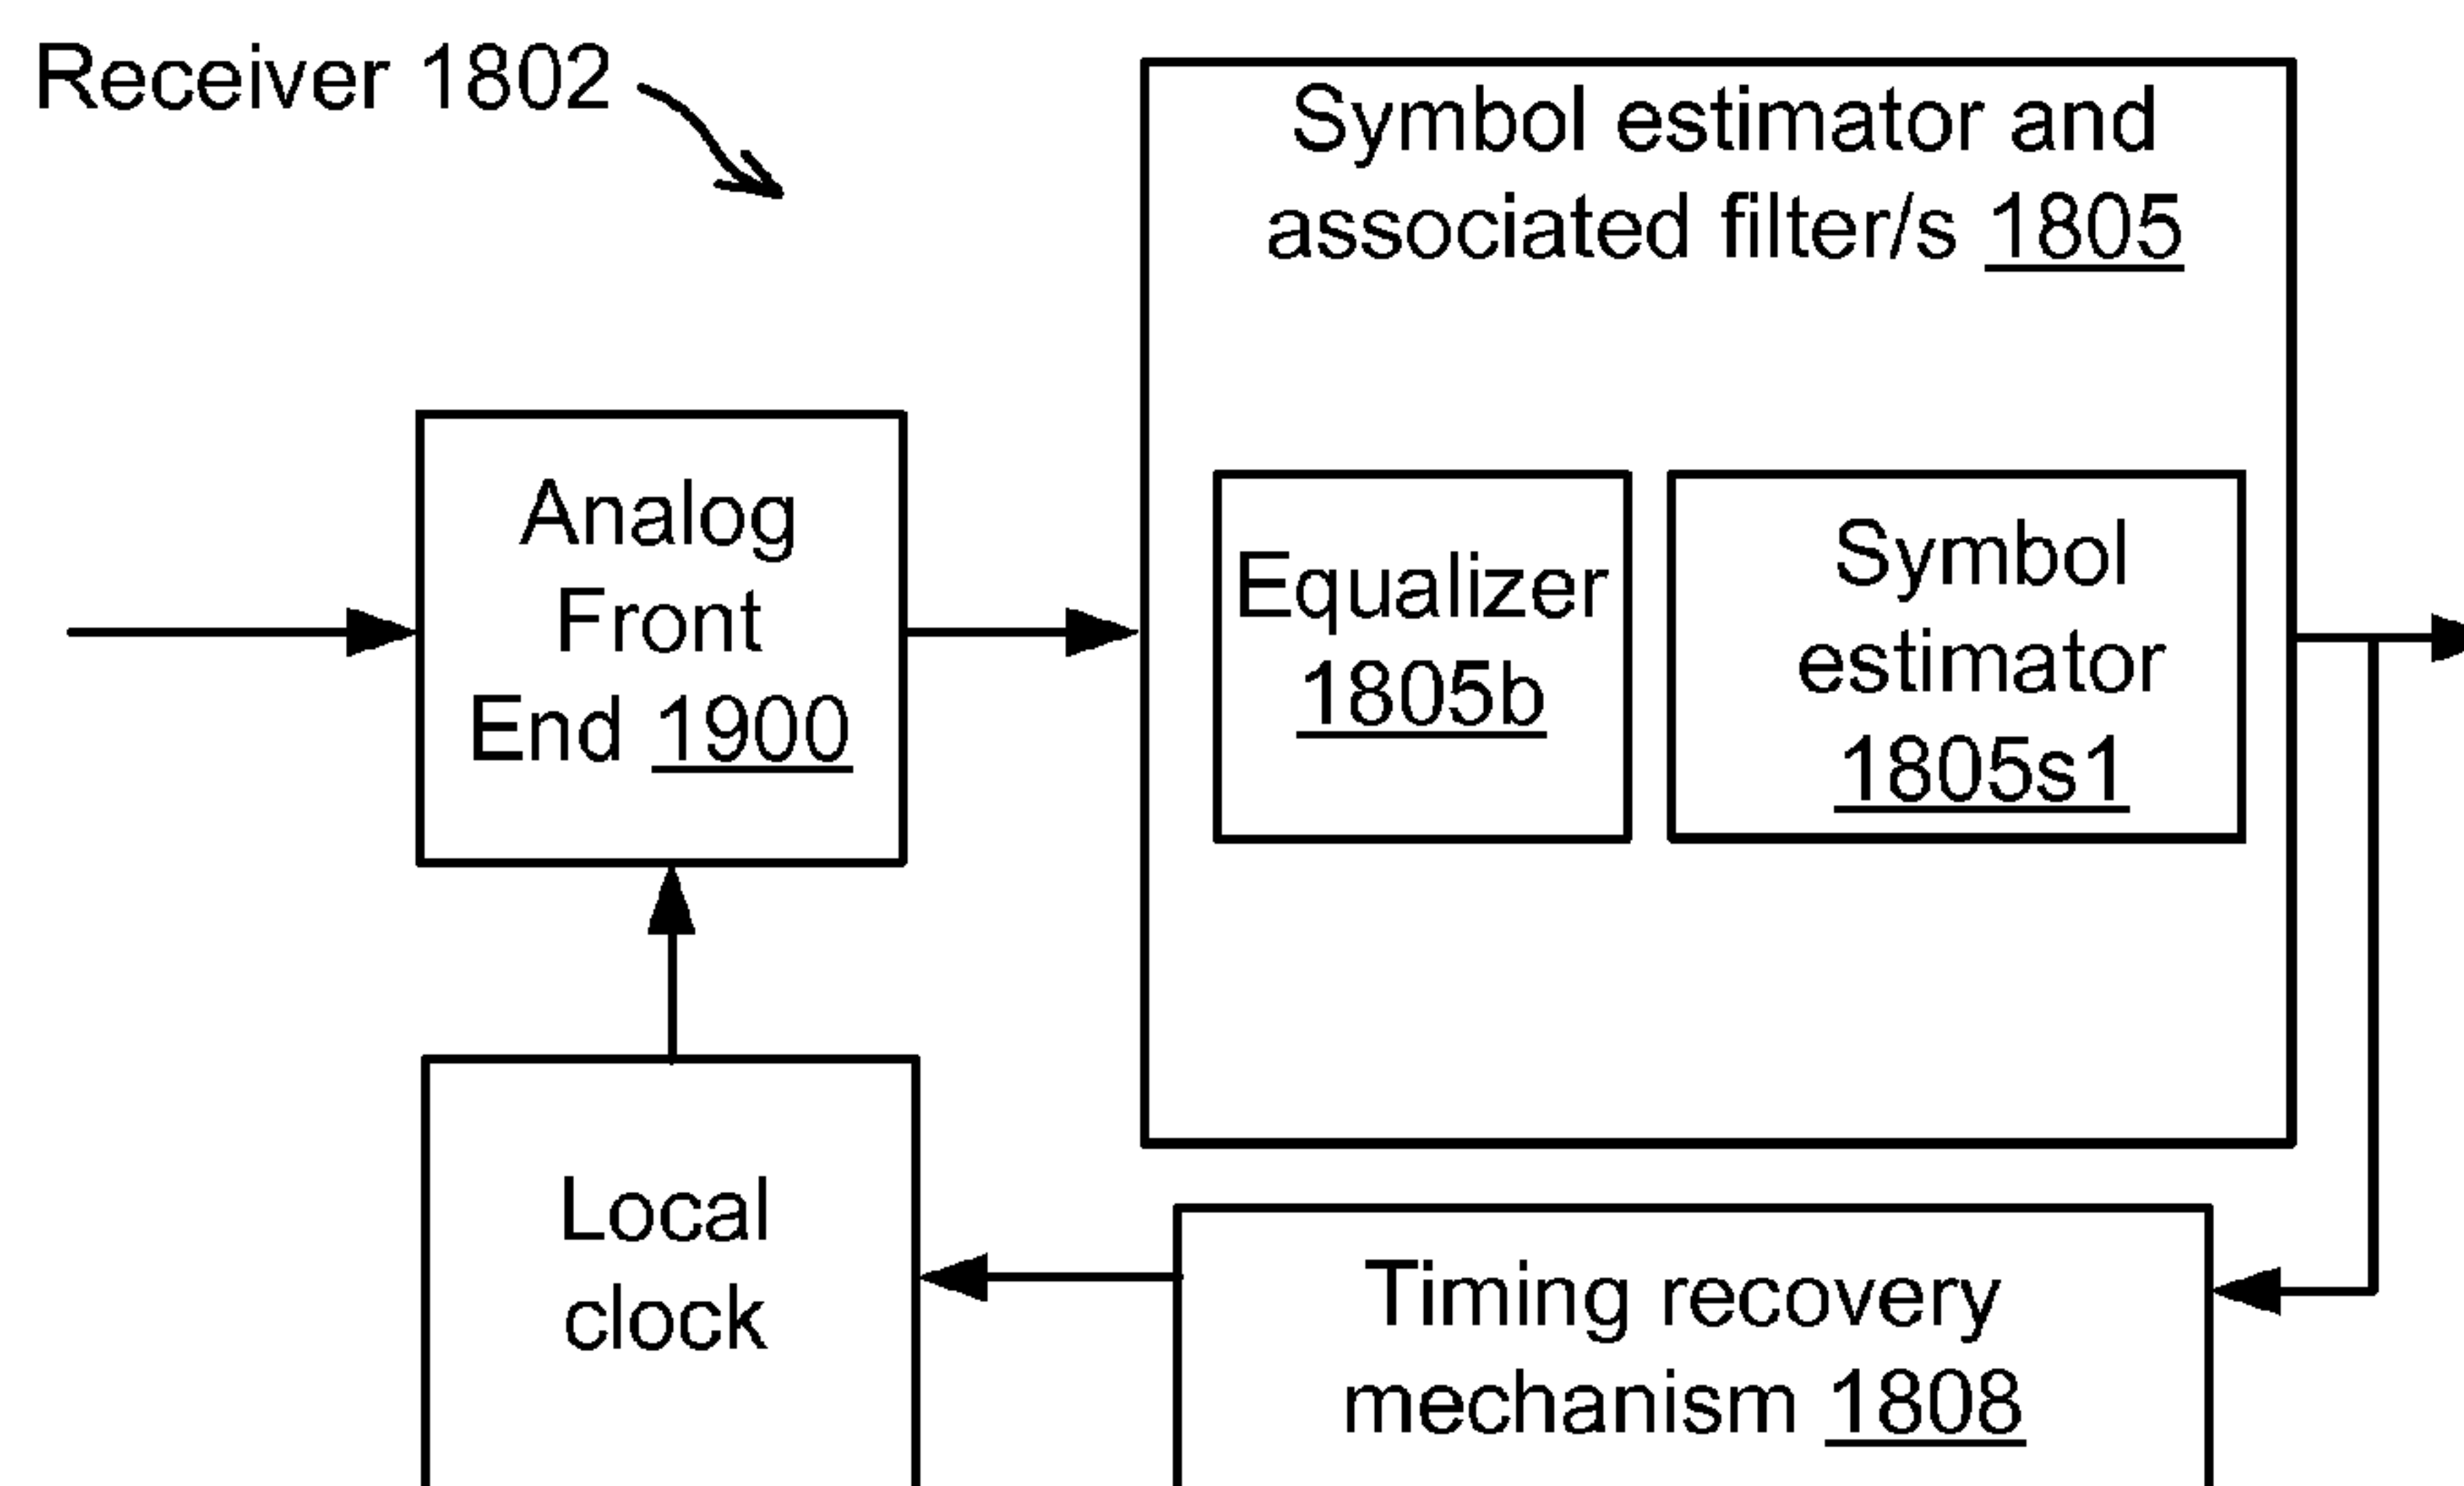 Receiver 1802
Symbol estimator and
associated filter/s 1805
Analog
Front
End 1900
Equalizer
1805b
Symbol
estimator
1805s1
Local
clock
Timing recovery
mechanism 1808